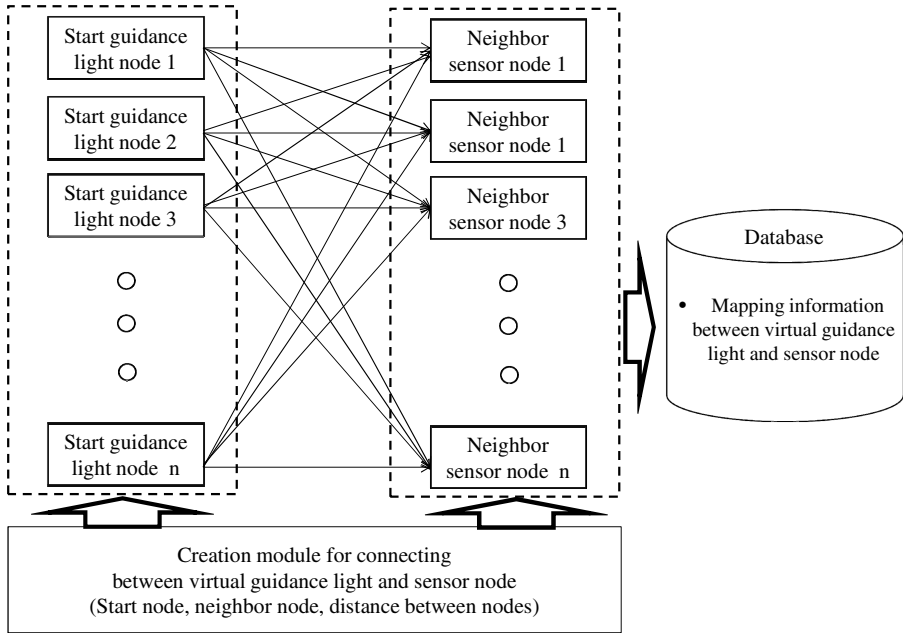 Start guidance
light node 1
Start guidance
light node 2
Start guidance
light node 3
Start guidance
light node n
Neighbor
sensor node 1
Neighbor
sensor node 1
Neighbor
sensor node 3
Neighbor
sensor node n
Database
• Mapping information
between virtual guidance
light and sensor node
Creation module for connecting
between virtual guidance light and sensor node
(Start node, neighbor node, distance between nodes)